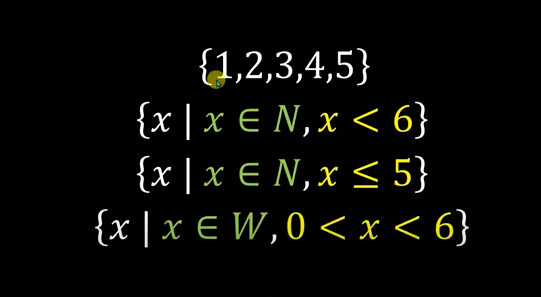 {1,2,3,4,5}
{x | x ∈ N, x < 6}
{x | x ∈ N, x ≤ 5}
{x | x ∈ W, 0 < x < 6}